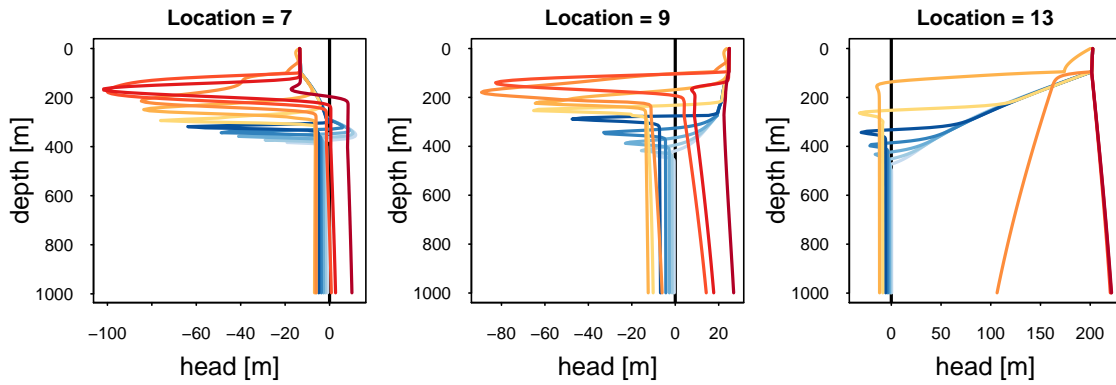 Location = 7
Location = 9
Location = 13
depth [m]
0
200
400
600
800
1000
−100 −80 −60 −40 −20 0
head [m]
depth [m]
0
200
400
600
800
1000
−80 −60 −40 −20 0 20
head [m]
depth [m]
0
200
400
600
800
1000
0 50 100 150 200
head [m]